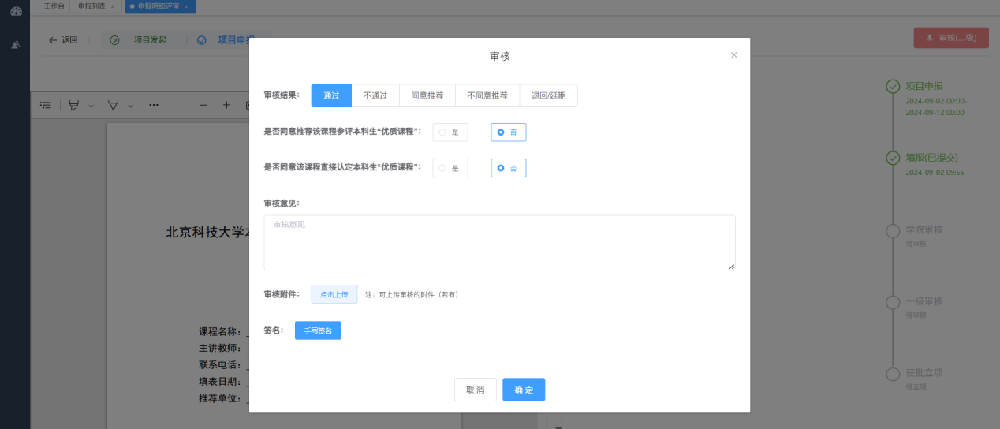 工作台 申报列表 × 申报明细评审 ×
返回 项目发起 项目申报
审核(二级)
审核
审核结果： 通过 不通过 同意推荐 不同意推荐 退回/延期
是否同意推荐该课程参评本科生“优质课程”： 是 否
是否同意该课程直接认定本科生“优质课程”： 是 否
审核意见：
审核意见
审核附件： 点击上传 注：可上传审核的附件（若有）
签名： 手写签名
取 消 确 定
北京科技大学
课程名称：
主讲教师：
联系电话：
填表日期：
推荐单位：
项目申报
2024-09-02 00:00-
2024-09-12 00:00
填报(已提交)
2024-09-02 09:55
学院审核
待审核
一级审核
待审核
获批立项
待立项